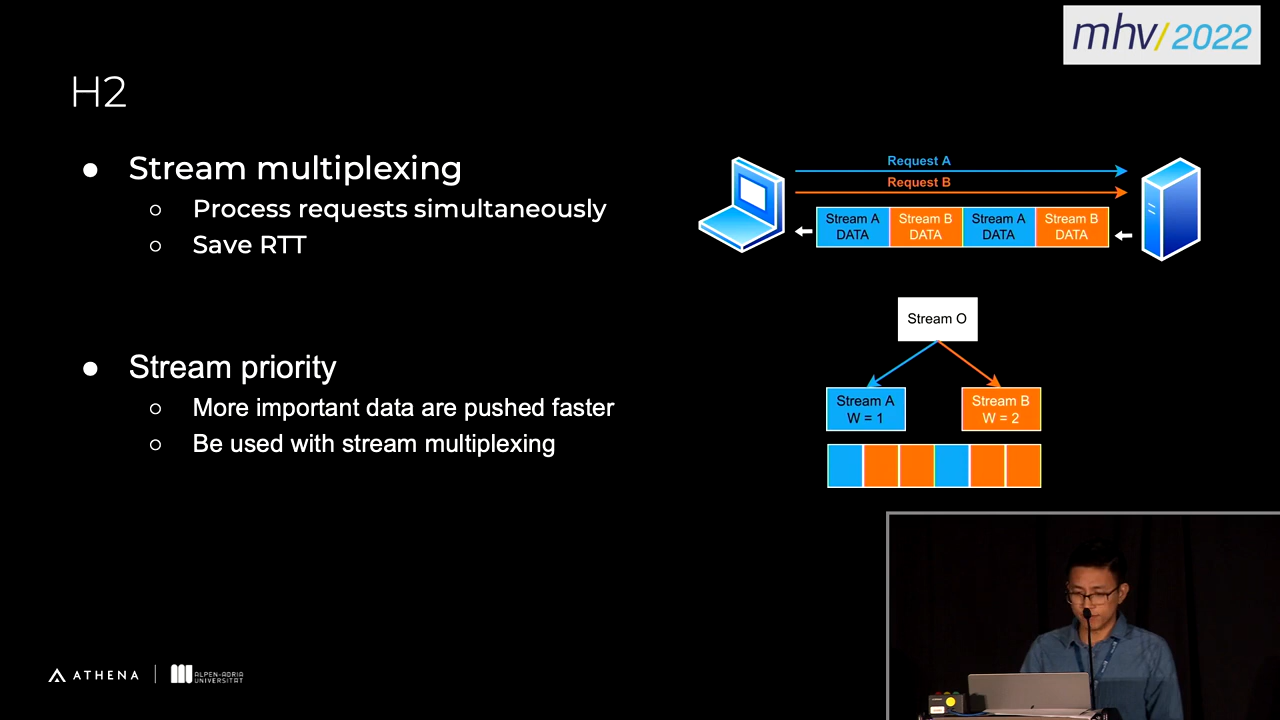 mhv/2022
H2
● Stream multiplexing
○ Process requests simultaneously
○ Save RTT
● Stream priority
○ More important data are pushed faster
○ Be used with stream multiplexing
Request A
Request B
Stream A
DATA
Stream B
DATA
Stream A
DATA
Stream B
DATA
Stream O
Stream A
W = 1
Stream B
W = 2
ATHENA
ALPEN-ADRIA
UNIVERSITÄT